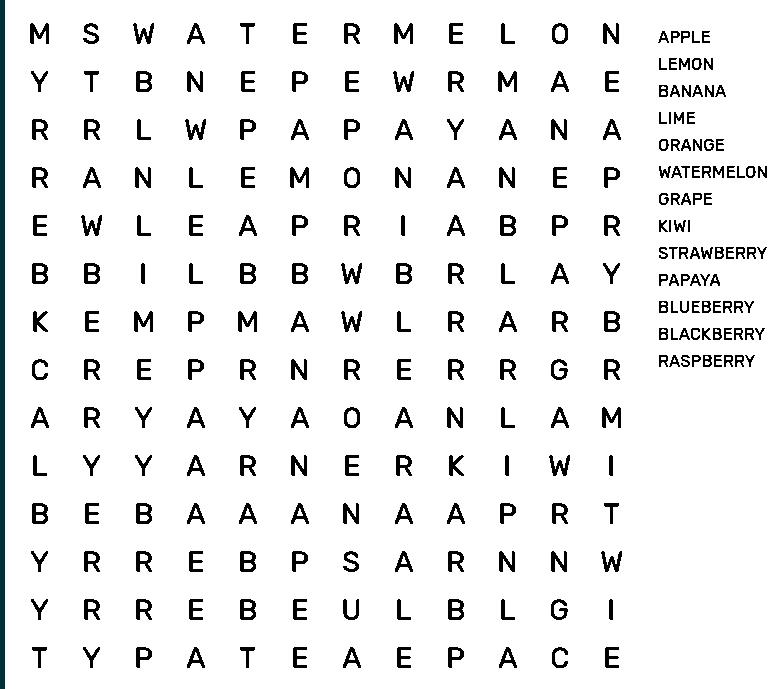 M S W A T E R M E L O N
Y T B N E P E W R M A E
R R L W P A P A Y A N A
R A N L E M O N A N E P
E W L E A P R I A B P R
B B I L B B W B R L A Y
K E M P M A W L R A R B
C R E P R N R E R R G R
A R Y A Y A O A N L A M
L Y Y A R N E R K I W I
B E B A A A N A A P R T
Y R R E B P S A R N N W
Y R R E B E U L B L G I
T Y P A T E A E P A C E
APPLE
LEMON
BANANA
LIME
ORANGE
WATERMELON
GRAPE
KIWI
STRAWBERRY
PAPAYA
BLUEBERRY
BLACKBERRY
RASPBERRY